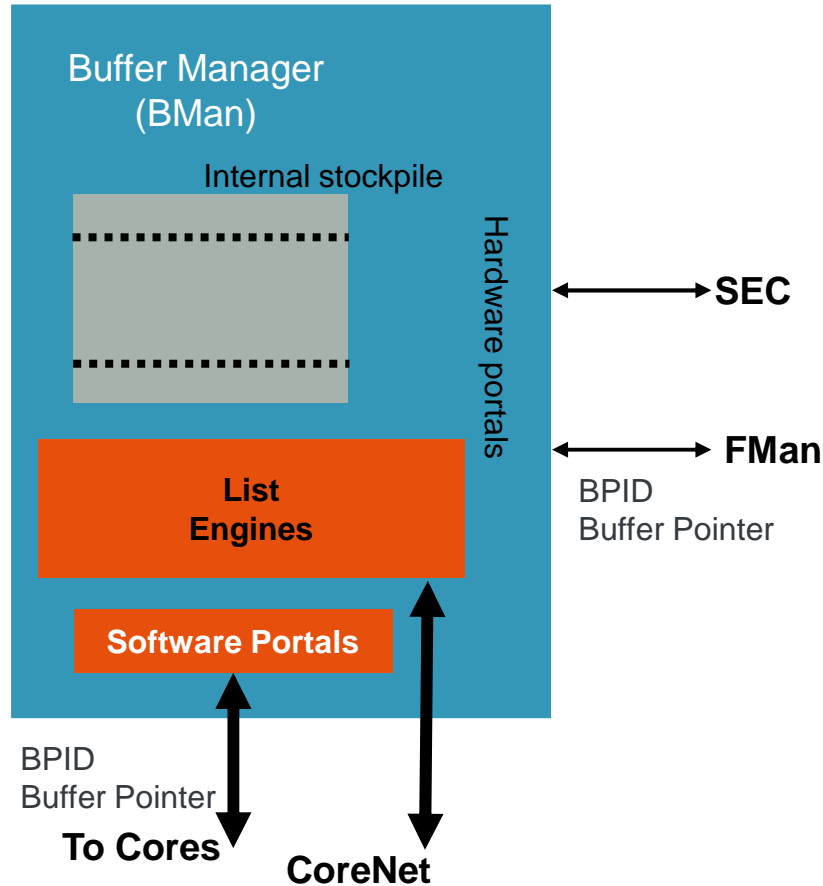 Buffer Manager
(BMan)
Internal stockpile
Hardware portals
SEC
FMan
BPID
Buffer Pointer
List
Engines
Software Portals
BPID
Buffer Pointer
To Cores
CoreNet